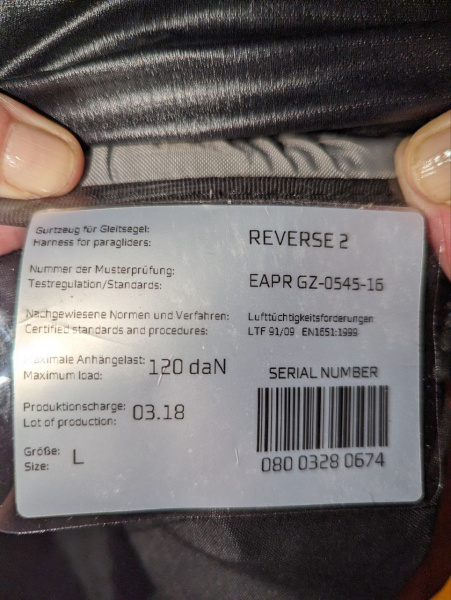 Gurtzeug für Gleitsegel:
Harness for paragliders:
REVERSE 2
Nummer der Musterprüfung:
Testregulation/Standards:
EAPR GZ-0545-16
Nachgewiesene Normen und Verfahren:
Certified standards and procedures:
Lufttüchtigkeitsforderungen:
LTF 91/09 EN1651:1999
Maximale Anhängelast:
Maximum load:
120 daN
Produktionscharge:
Lot of production:
03.18
Größe:
Size:
L
SERIAL NUMBER
080 0328 0674